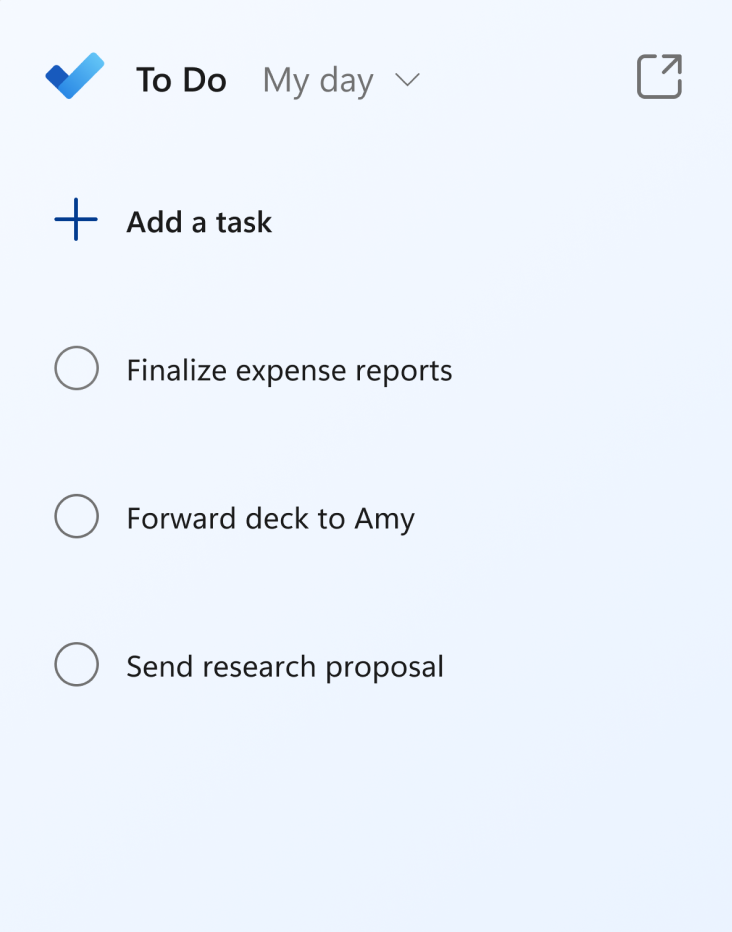 To Do My day
Add a task
Finalize expense reports
Forward deck to Amy
Send research proposal